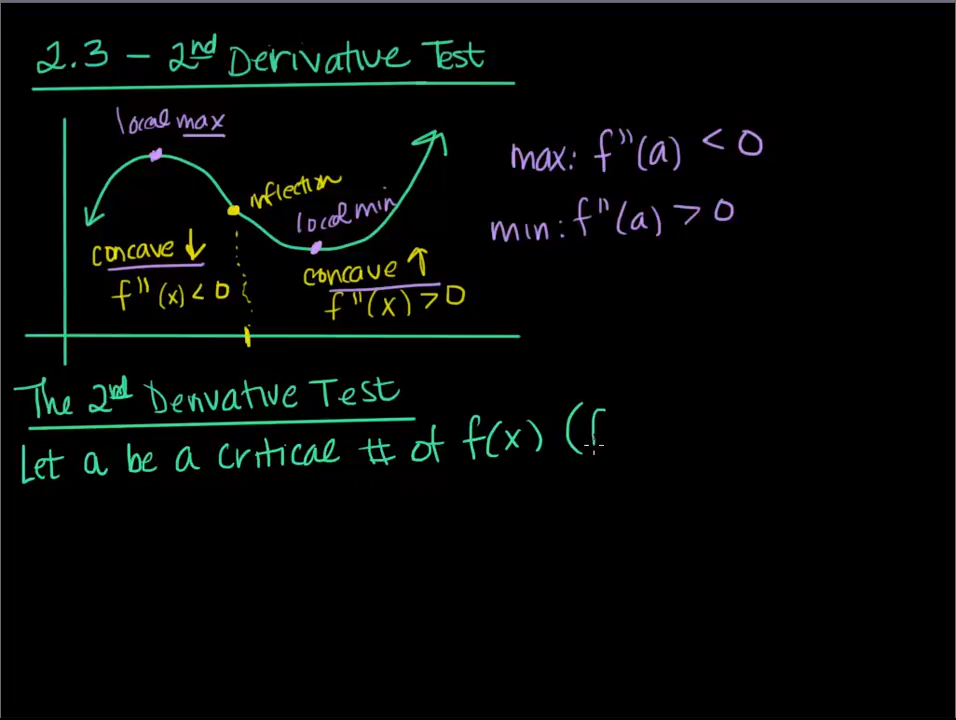 2.3 – 2nd Derivative Test
local max
max: f"(a) < 0
inflection
local min
min: f"(a) > 0
concave ↓
concave ↑
f"(x) < 0
f"(x) > 0
The 2nd Derivative Test
Let a be a critical # of f(x) (f